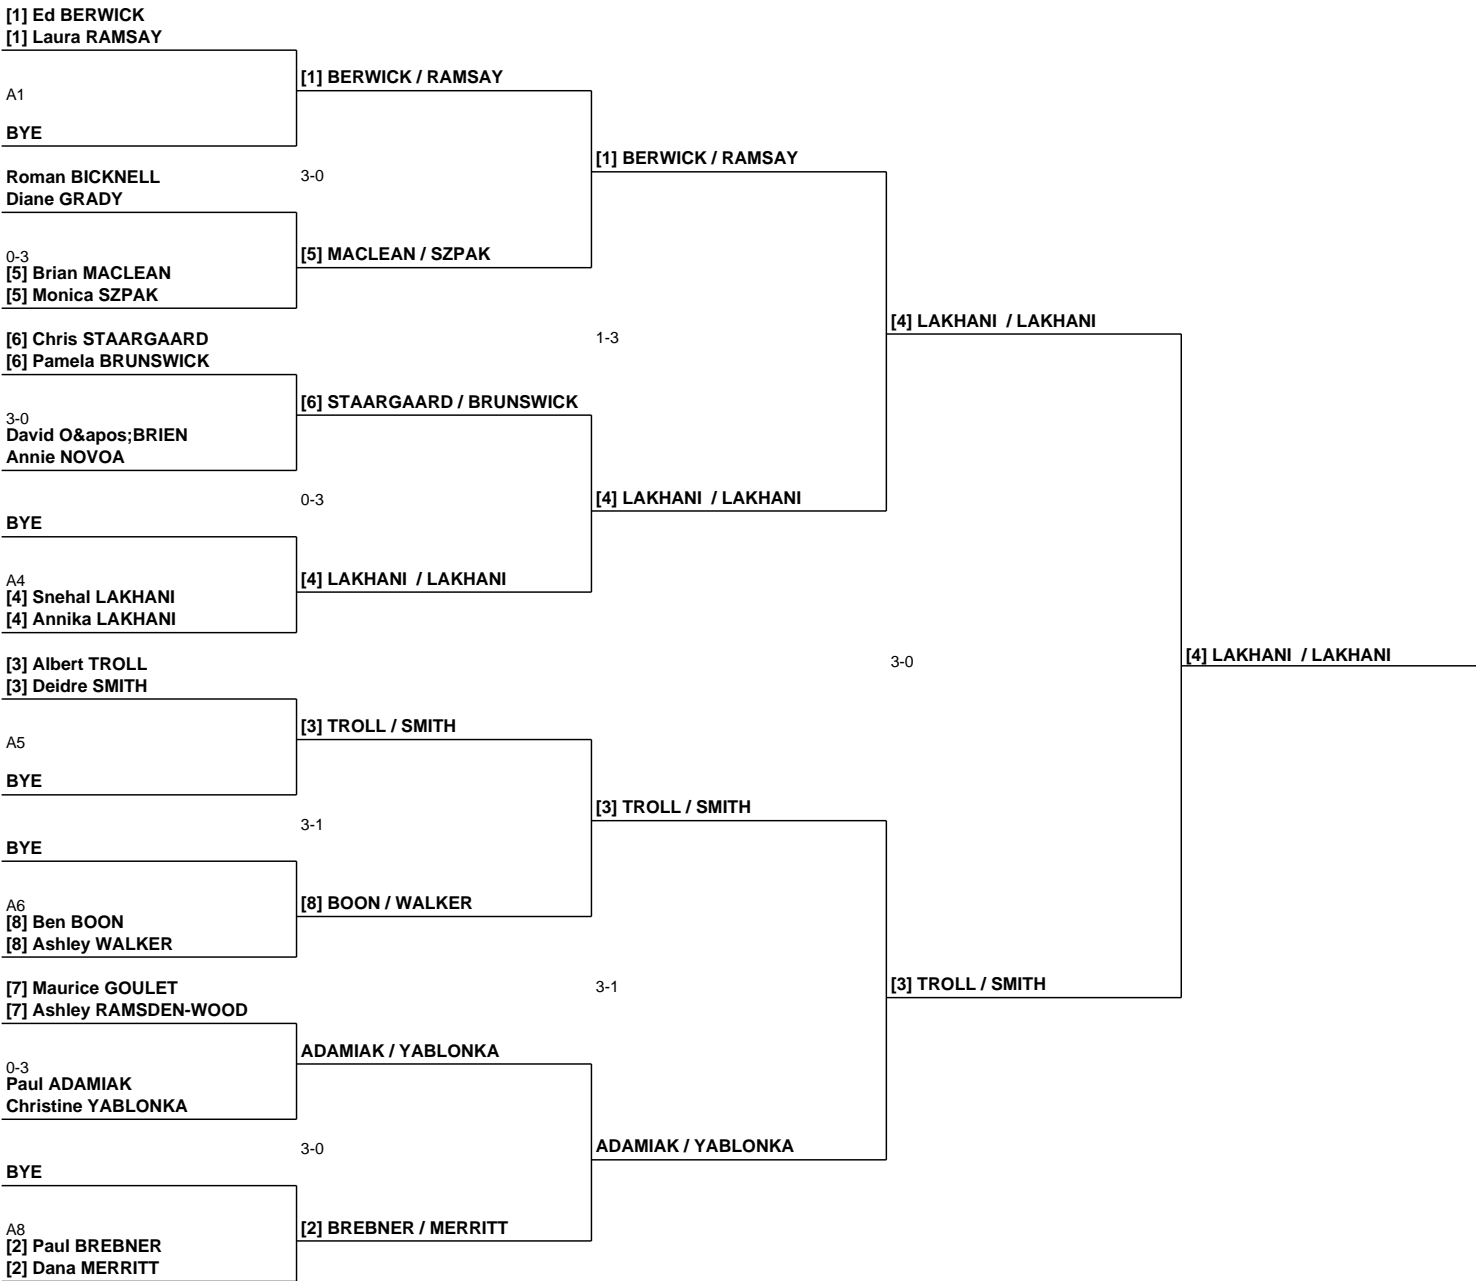 [1] Ed BERWICK
[1] Laura RAMSAY
[1] BERWICK / RAMSAY
A1
BYE
[1] BERWICK / RAMSAY
Roman BICKNELL
3-0
Diane GRADY
0-3
[5] MACLEAN / SZPAK
[5] Brian MACLEAN
[5] Monica SZPAK
[4] LAKHANI / LAKHANI
[6] Chris STAARGAARD
1-3
[6] Pamela BRUNSWICK
[6] STAARGAARD / BRUNSWICK
3-0
David O&apos;BRIEN
Annie NOVOA
0-3
[4] LAKHANI / LAKHANI
BYE
A4
[4] LAKHANI / LAKHANI
[4] Snehal LAKHANI
[4] Annika LAKHANI
[4] LAKHANI / LAKHANI
[3] Albert TROLL
3-0
[3] Deidre SMITH
[3] TROLL / SMITH
A5
BYE
[3] TROLL / SMITH
3-1
BYE
A6
[8] BOON / WALKER
[8] Ben BOON
[8] Ashley WALKER
[7] Maurice GOULET
3-1
[3] TROLL / SMITH
[7] Ashley RAMSDEN-WOOD
ADAMIAK / YABLONKA
0-3
Paul ADAMIAK
Christine YABLONKA
3-0
ADAMIAK / YABLONKA
BYE
A8
[2] BREBNER / MERRITT
[2] Paul BREBNER
[2] Dana MERRITT